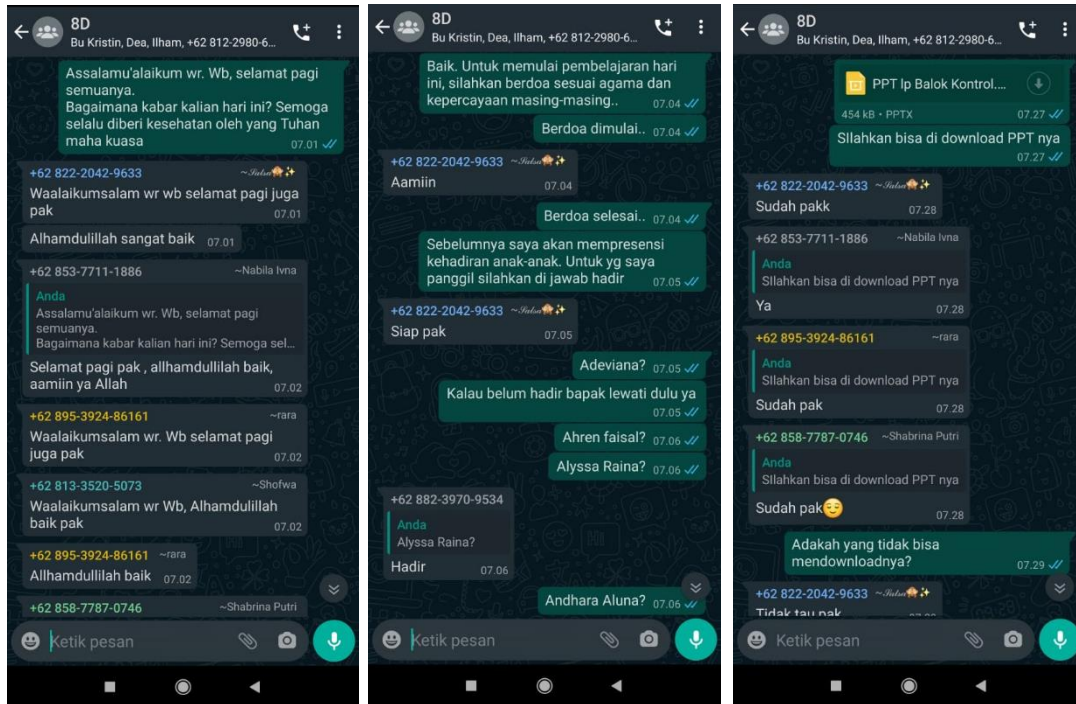 8D
Bu Kristin, Dea, Ilham, +62 812-2980-6...
Assalamu'alaikum wr. Wb, selamat pagi
semuanya.
Bagaimana kabar kalian hari ini? Semoga
selalu diberi kesehatan oleh yang Tuhan
maha kuasa
07.01
+62 822-2042-9633 ~Salsa
Waalaikumsalam wr wb selamat pagi juga
pak
07.01
Alhamdulillah sangat baik 07.01
+62 853-7711-1886 ~Nabila Ivna
Anda
Assalamu'alaikum wr. Wb, selamat pagi
semuanya.
Bagaimana kabar kalian hari ini? Semoga sel...
Selamat pagi pak , allhamdullilah baik,
aamiin ya Allah
07.02
+62 895-3924-86161 ~rara
Waalaikumsalam wr. Wb selamat pagi
juga pak
07.02
+62 813-3520-5073 ~Shofwa
Waalaikumsalam wr Wb, Alhamdulillah
baik pak
07.02
+62 895-3924-86161 ~rara
Allhamdullilah baik 07.02
+62 858-7787-0746 ~Shabrina Putri
Ketik pesan
8D
Bu Kristin, Dea, Ilham, +62 812-2980-6...
Baik. Untuk memulai pembelajaran hari
ini, silahkan berdoa sesuai agama dan
kepercayaan masing-masing.. 07.04
Berdoa dimulai.. 07.04
+62 822-2042-9633 ~Salsa
Aamiin 07.04
Berdoa selesai.. 07.04
Sebelumnya saya akan mempresensi
kehadiran anak-anak. Untuk yg saya
panggil silahkan di jawab hadir 07.05
+62 822-2042-9633 ~Salsa
Siap pak 07.05
Adeviana? 07.05
Kalau belum hadir bapak lewati dulu ya
07.05
Ahren faisal? 07.06
Alyssa Raina? 07.06
+62 882-3970-9534
Anda
Alyssa Raina?
Hadir 07.06
Andhara Aluna? 07.06
Ketik pesan
8D
Bu Kristin, Dea, Ilham, +62 812-2980-6...
PPT lp Balok Kontrol....
454 kB • PPTX 07.27
SIlahkan bisa di download PPT nya
07.27
+62 822-2042-9633 ~Salsa
Sudah pakk 07.28
+62 853-7711-1886 ~Nabila Ivna
Anda
SIlahkan bisa di download PPT nya
Ya 07.28
+62 895-3924-86161 ~rara
Anda
SIlahkan bisa di download PPT nya
Sudah pak 07.28
+62 858-7787-0746 ~Shabrina Putri
Anda
SIlahkan bisa di download PPT nya
Sudah pak😌 07.28
Adakah yang tidak bisa
mendownloadnya? 07.29
+62 822-2042-9633 ~Salsa
Tidak tau pak
Ketik pesan